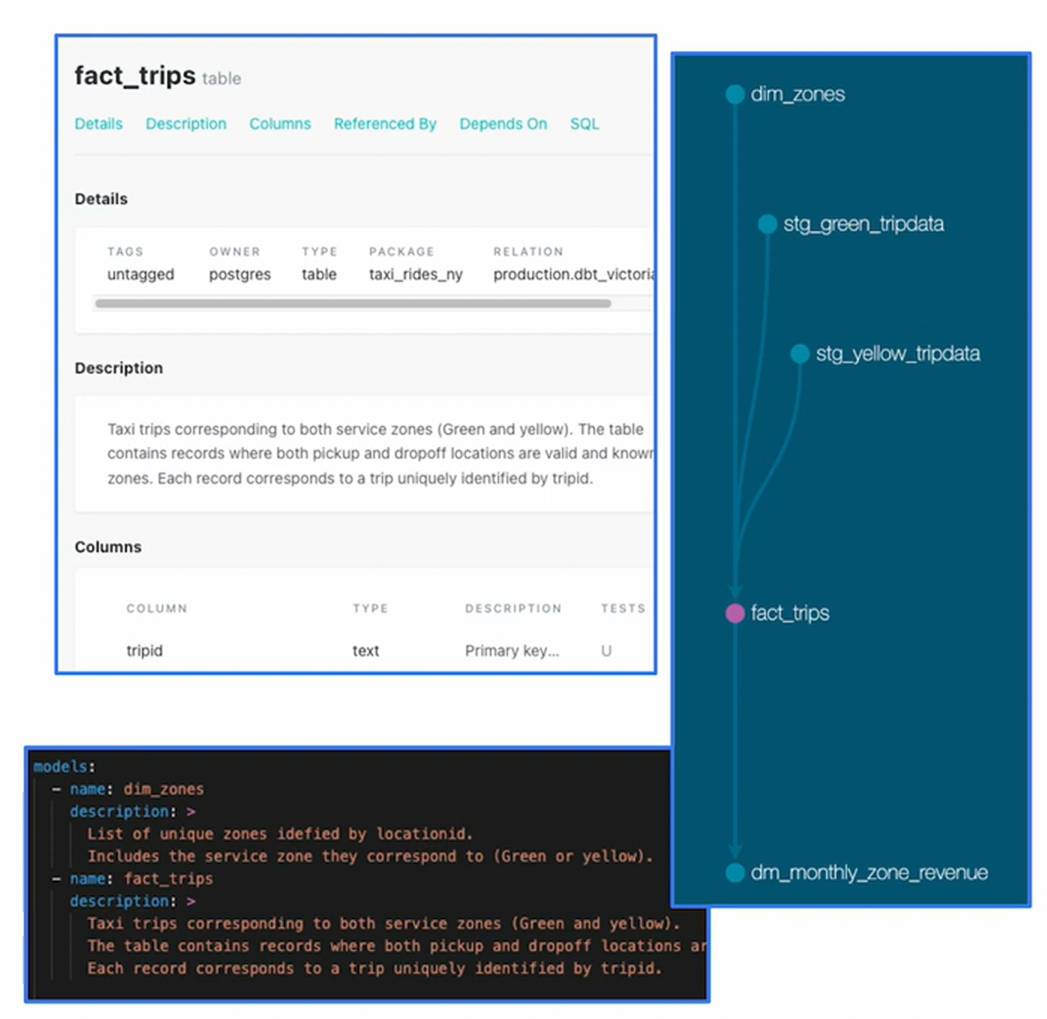 fact_trips table
Details Description Columns Referenced By Depends On SQL
Details
TAGS OWNER TYPE PACKAGE RELATION
untagged postgres table taxi_rides_ny production.dbt_victoria
Description
Taxi trips corresponding to both service zones (Green and yellow). The table
contains records where both pickup and dropoff locations are valid and known
zones. Each record corresponds to a trip uniquely identified by tripid.
Columns
COLUMN TYPE DESCRIPTION TESTS
tripid text Primary key... U
dim_zones
stg_green_tripdata
stg_yellow_tripdata
fact_trips
dm_monthly_zone_revenue
models:
- name: dim_zones
description: >
List of unique zones idefied by locationid.
Includes the service zone they correspond to (Green or yellow).
- name: fact_trips
description: >
Taxi trips corresponding to both service zones (Green and yellow).
The table contains records where both pickup and dropoff locations ar
Each record corresponds to a trip uniquely identified by tripid.